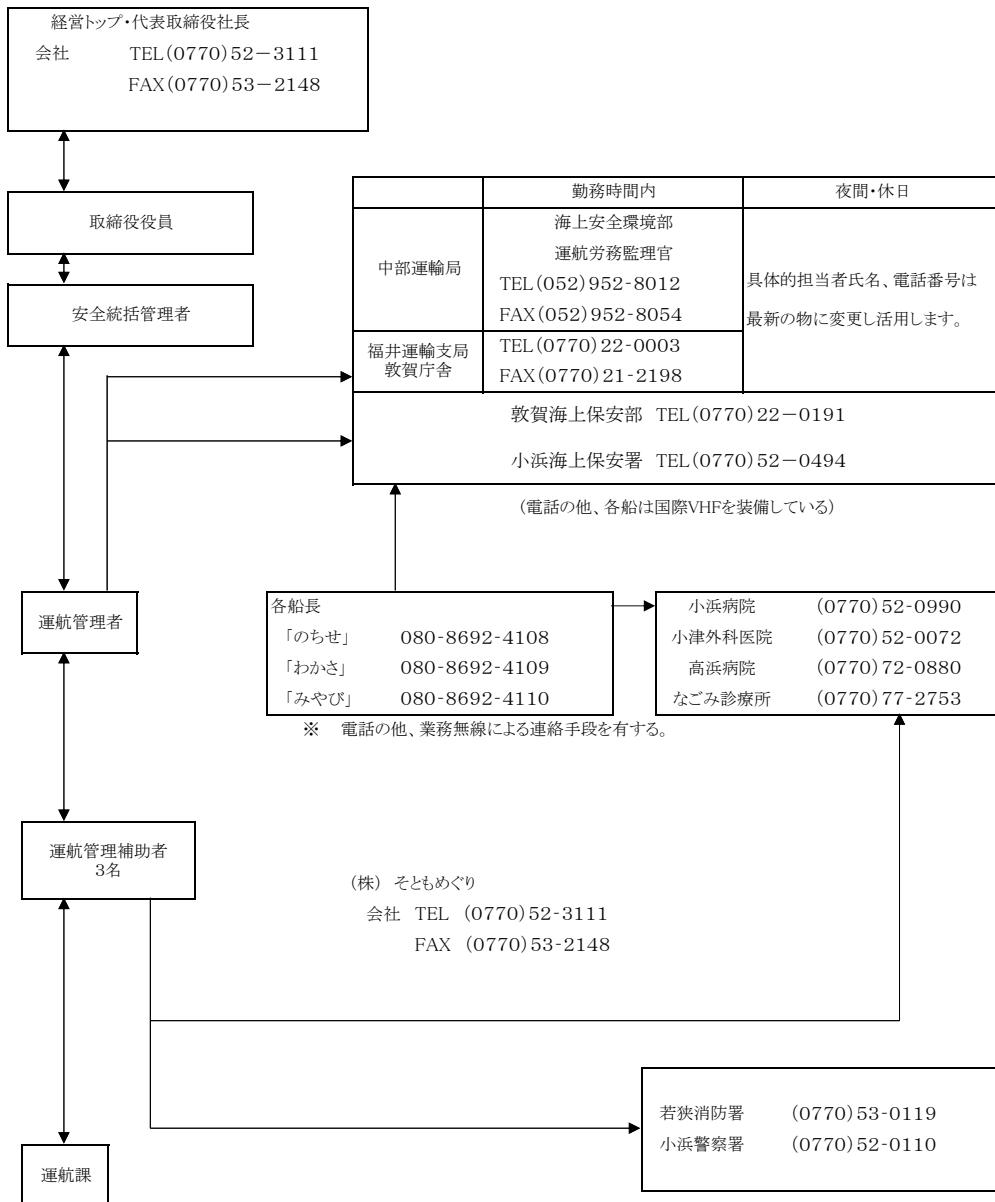 経営トップ・代表取締役社長
会社 TEL(0770)52－3111
FAX(0770)53－2148
取締役役員
安全統括管理者
勤務時間内 夜間・休日
中部運輸局
海上安全環境部
運航労務監理官
TEL(052)952-8012
FAX(052)952-8054
具体的担当者氏名、電話番号は
最新の物に変更し活用します。
福井運輸支局
敦賀庁舎
TEL(0770)22-0003
FAX(0770)21-2198
敦賀海上保安部 TEL(0770)22－0191
小浜海上保安署 TEL(0770)52－0494
(電話の他、各船は国際VHFを装備している)
運航管理者
各船長
「のちせ」 080-8692-4108
「わかさ」 080-8692-4109
「みやび」 080-8692-4110
※ 電話の他、業務無線による連絡手段を有する。
小浜病院 (0770)52-0990
小津外科医院 (0770)52-0072
高浜病院 (0770)72-0880
なごみ診療所 (0770)77-2753
運航管理補助者
3名
(株) そともめぐり
会社 TEL (0770)52-3111
FAX (0770)53-2148
若狭消防署 (0770)53-0119
小浜警察署 (0770)52-0110
運航課